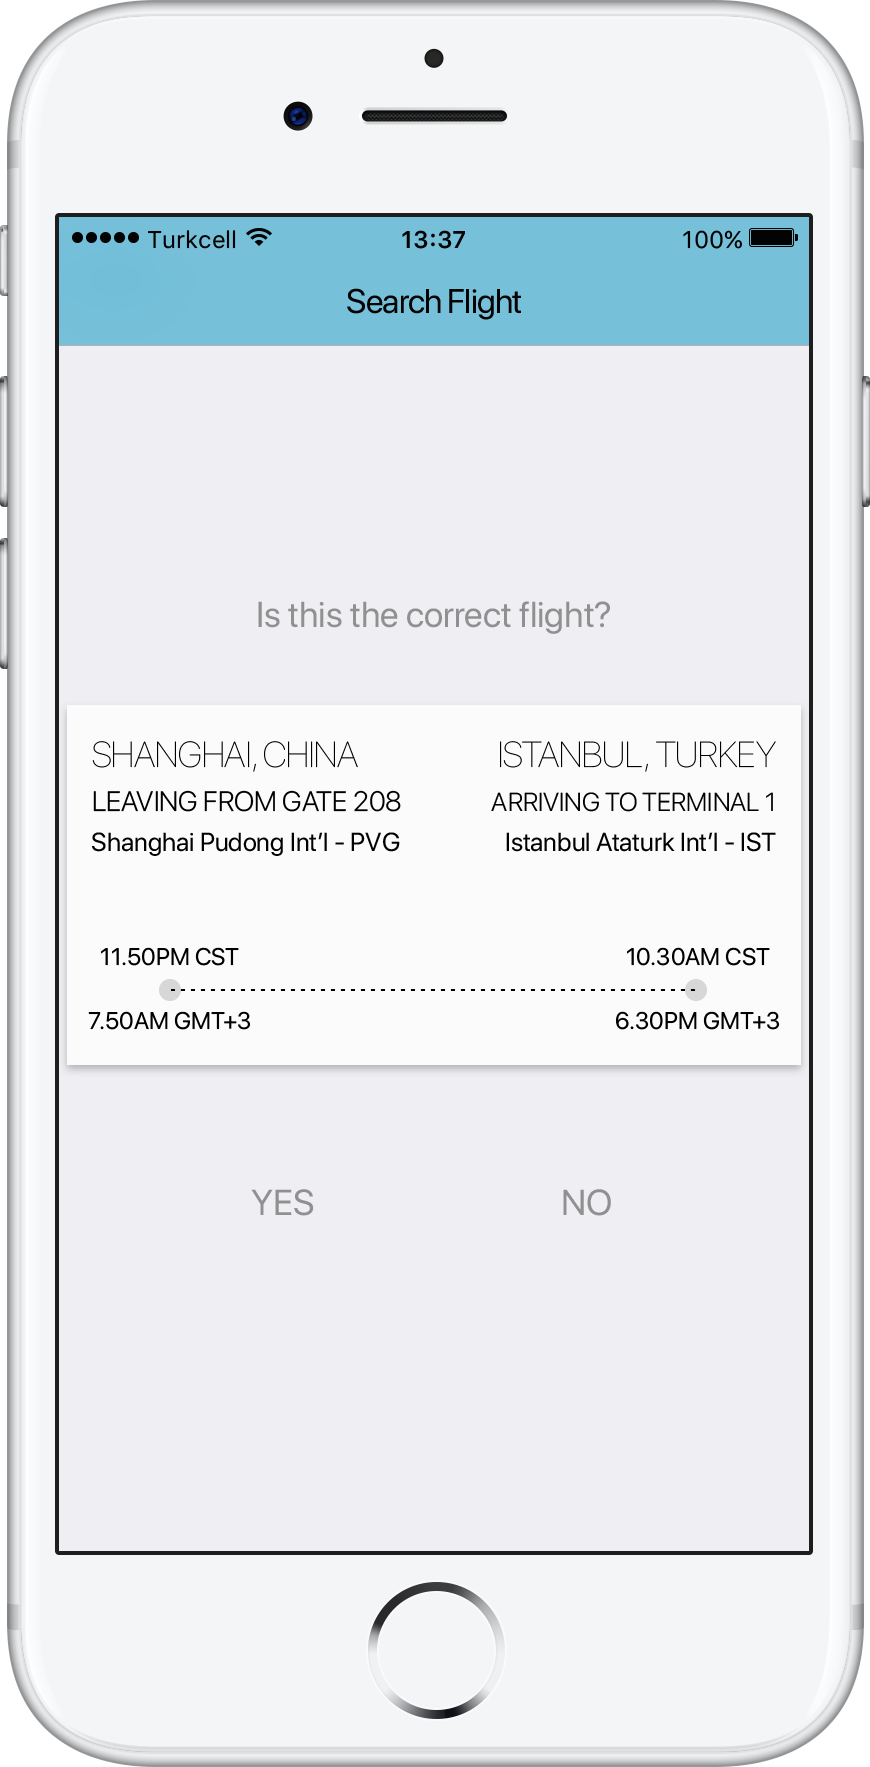 Turkcell 13:37 100%
Search Flight
Is this the correct flight?
SHANGHAI, CHINA
LEAVING FROM GATE 208
Shanghai Pudong Int’l - PVG
ISTANBUL, TURKEY
ARRIVING TO TERMINAL 1
Istanbul Ataturk Int’l - IST
11.50PM CST 10.30AM CST
7.50AM GMT+3 6.30PM GMT+3
YES NO